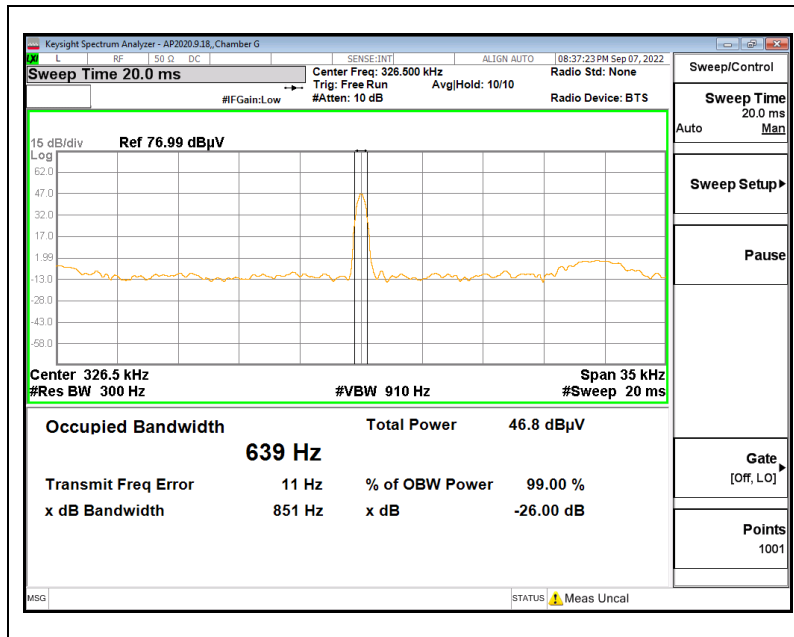 Keysight Spectrum Analyzer - AP2020.9.18,,Chamber G
LXI L RF 50 Ω DC SENSE:INT ALIGN AUTO 08:37:23 PM Sep 07, 2022
Sweep Time 20.0 ms
Center Freq: 326.500 kHz Radio Std: None
Trig: Free Run Avg|Hold: 10/10
#IFGain:Low #Atten: 10 dB Radio Device: BTS
15 dB/div Ref 76.99 dBµV
Log
62.0
47.0
32.0
17.0
1.99
-13.0
-28.0
-43.0
-58.0
Center 326.5 kHz Span 35 kHz
#Res BW 300 Hz #VBW 910 Hz #Sweep 20 ms
Occupied Bandwidth Total Power 46.8 dBµV
639 Hz
Transmit Freq Error 11 Hz % of OBW Power 99.00 %
x dB Bandwidth 851 Hz x dB -26.00 dB
MSG STATUS Meas Uncal
Sweep/Control
Sweep Time
20.0 ms
Auto Man
Sweep Setup
Pause
Gate
[Off, LO]
Points
1001